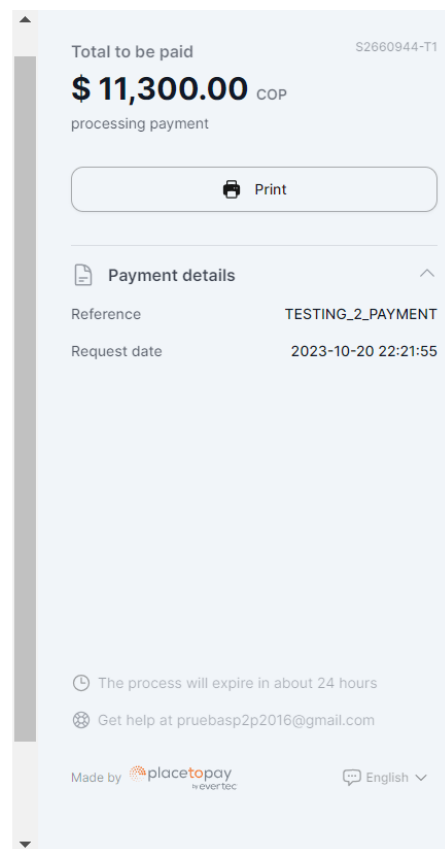 Total to be paid S2660944-T1
$ 11,300.00 COP
processing payment
Print
Payment details
Reference TESTING_2_PAYMENT
Request date 2023-10-20 22:21:55
The process will expire in about 24 hours
Get help at pruebasp2p2016@gmail.com
Made by placetopay English
evertec